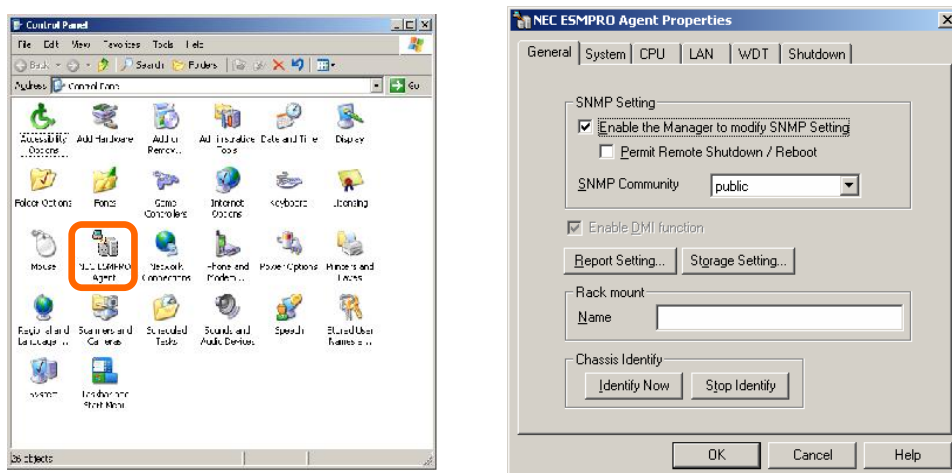 Control Panel
File Edit View Favorites Tools Help
Back Search Folders
Address Control Panel Go
Accessibility Options
Add Hardware
Add or Remov...
Administrative Tools
Date and Time
Display
Folder Options
Fonts
Game Controllers
Internet Options
Keyboard
Licensing
Mouse
NEC ESMPRO Agent
Network Connections
Phone and Modem ...
Power Options
Printers and Faxes
Regional and Language ...
Scanners and Cameras
Scheduled Tasks
Sounds and Audio Devices
Speech
Stored User Names a...
System
Taskbar and Start Menu
26 objects
NEC ESMPRO Agent Properties
General System CPU LAN WDT Shutdown
SNMP Setting
Enable the Manager to modify SNMP Setting
Permit Remote Shutdown / Reboot
SNMP Community public
Enable DMI function
Report Setting... Storage Setting...
Rack mount
Name
Chassis Identify
Identify Now Stop Identify
OK Cancel Help